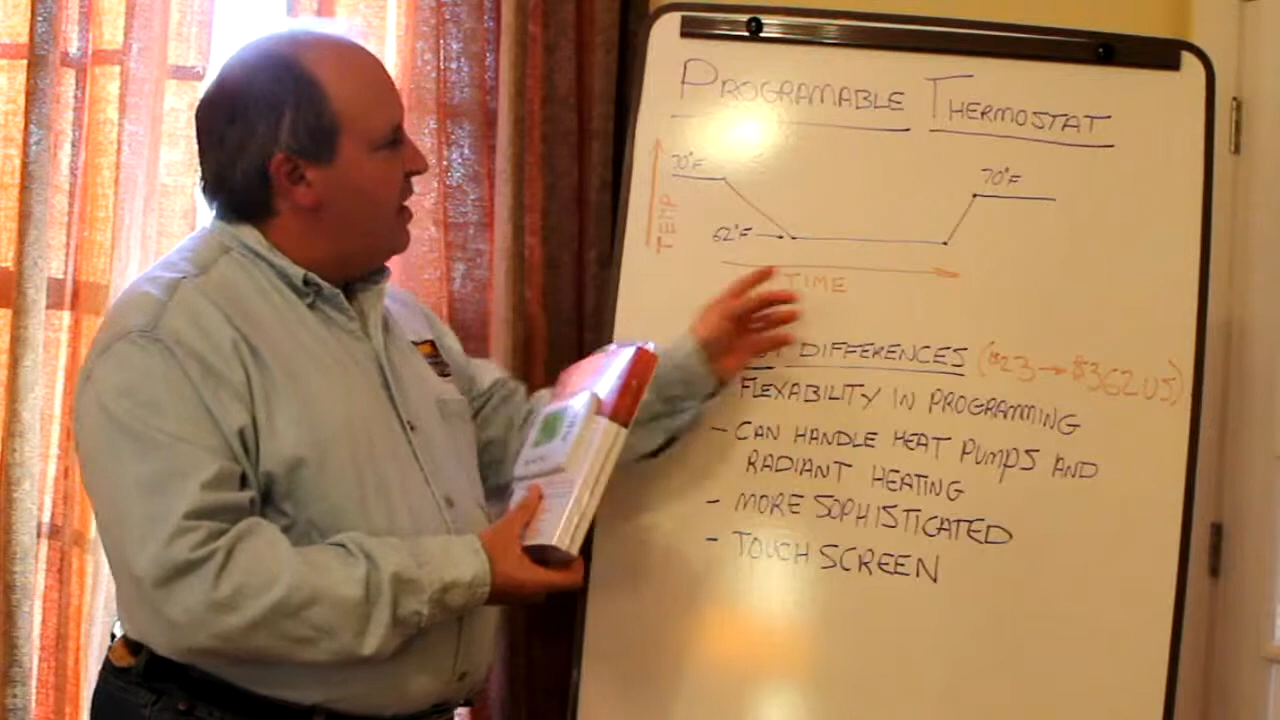 PROGRAMABLE THERMOSTAT
70°F
70°F
TEMP
62°F
TIME
DIFFERENCES ($23→$362US)
FLEXABILITY IN PROGRAMMING
- CAN HANDLE HEAT PUMPS AND
RADIANT HEATING
- MORE SOPHISTICATED
- TOUCH SCREEN